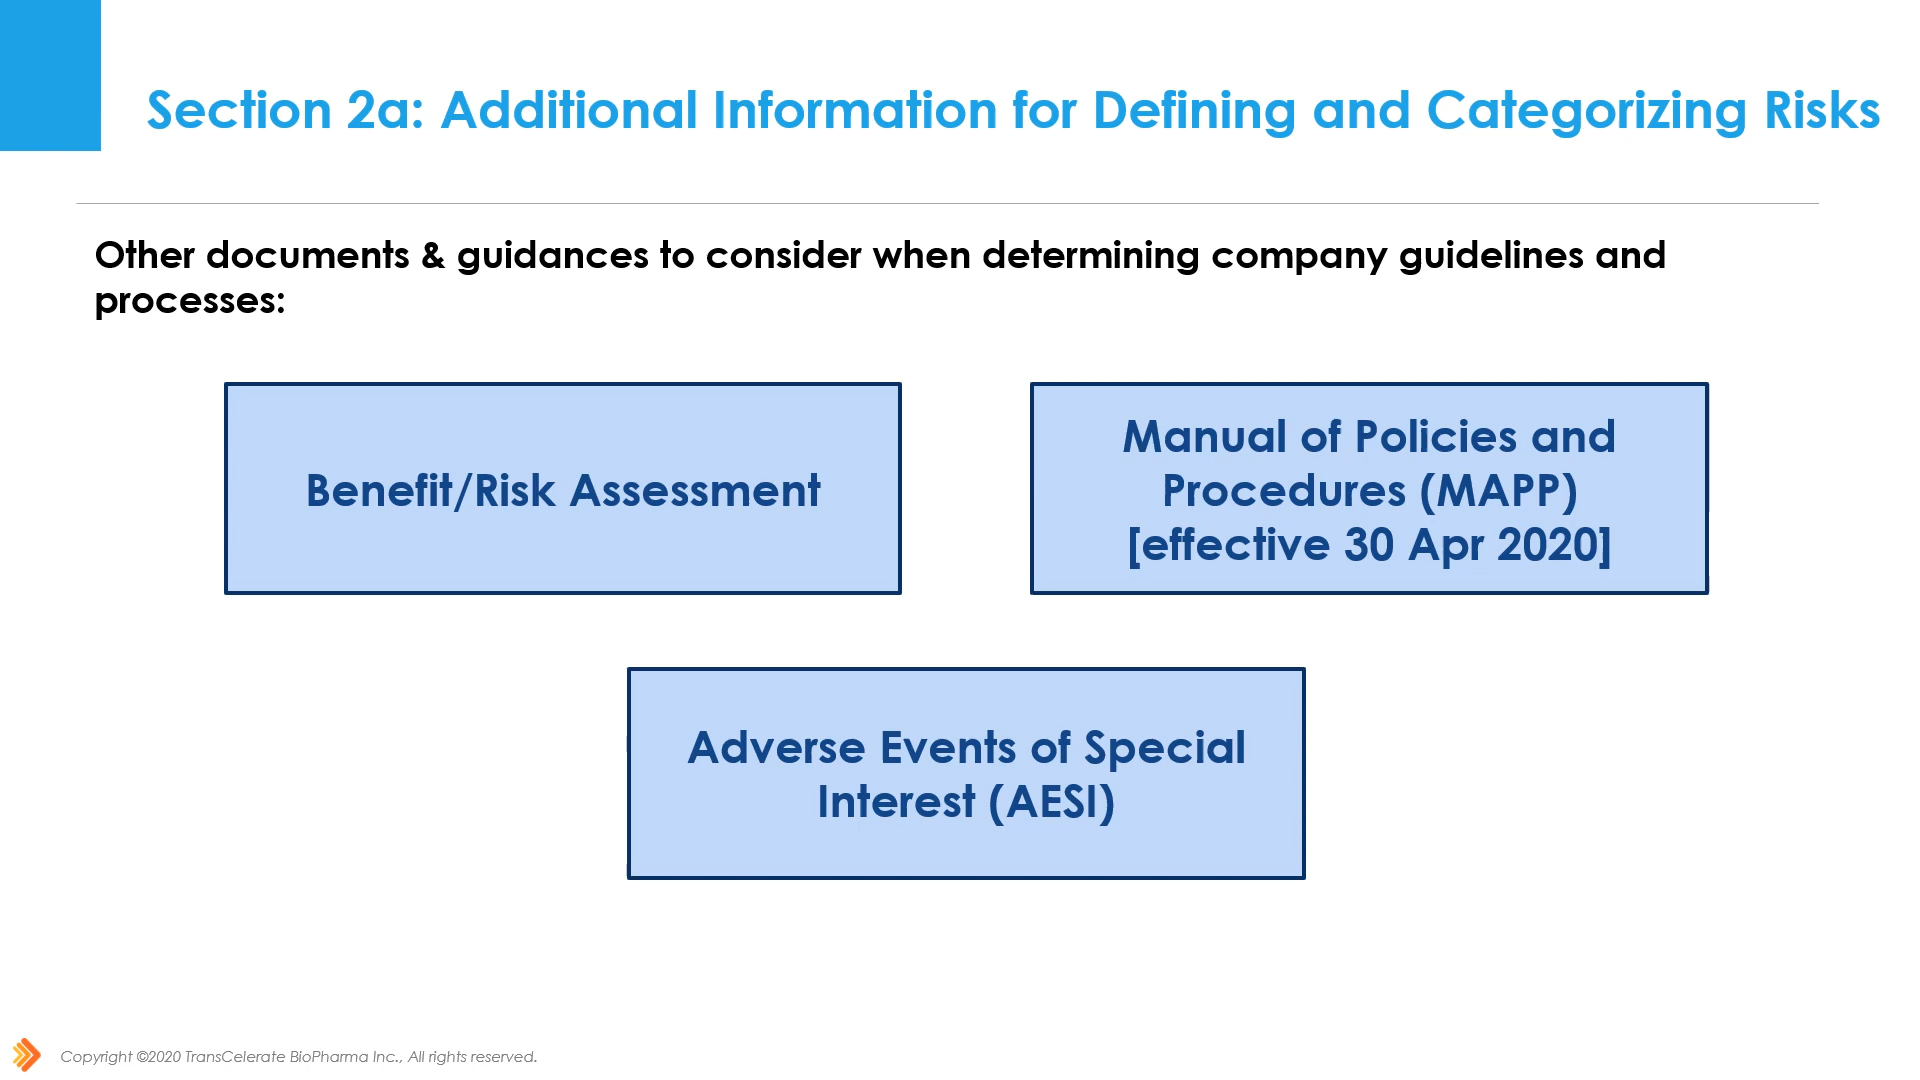 Section 2a: Additional Information for Defining and Categorizing Risks
Other documents & guidances to consider when determining company guidelines and
processes:
Benefit/Risk Assessment
Manual of Policies and
Procedures (MAPP)
[effective 30 Apr 2020]
Adverse Events of Special
Interest (AESI)
Copyright ©2020 TransCelerate BioPharma Inc., All rights reserved.